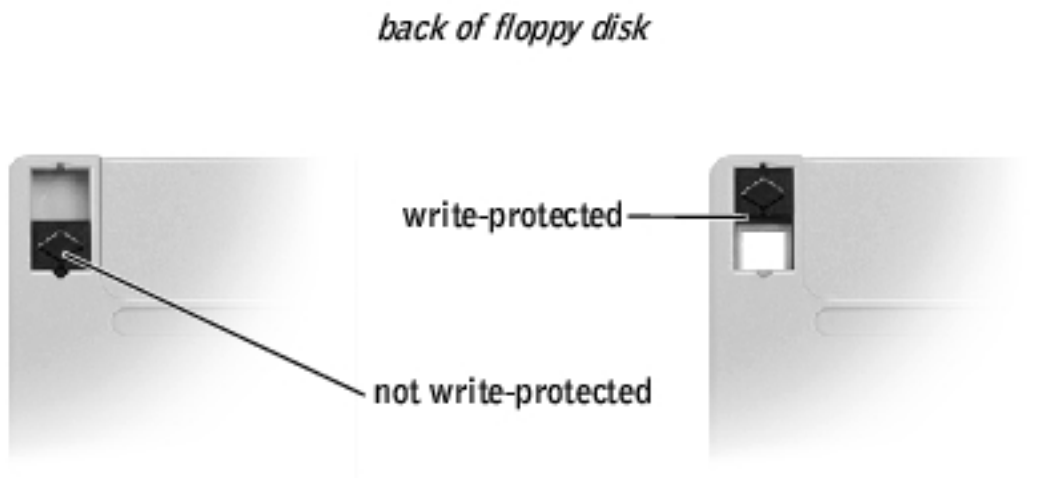 back of floppy disk
write-protected
not write-protected